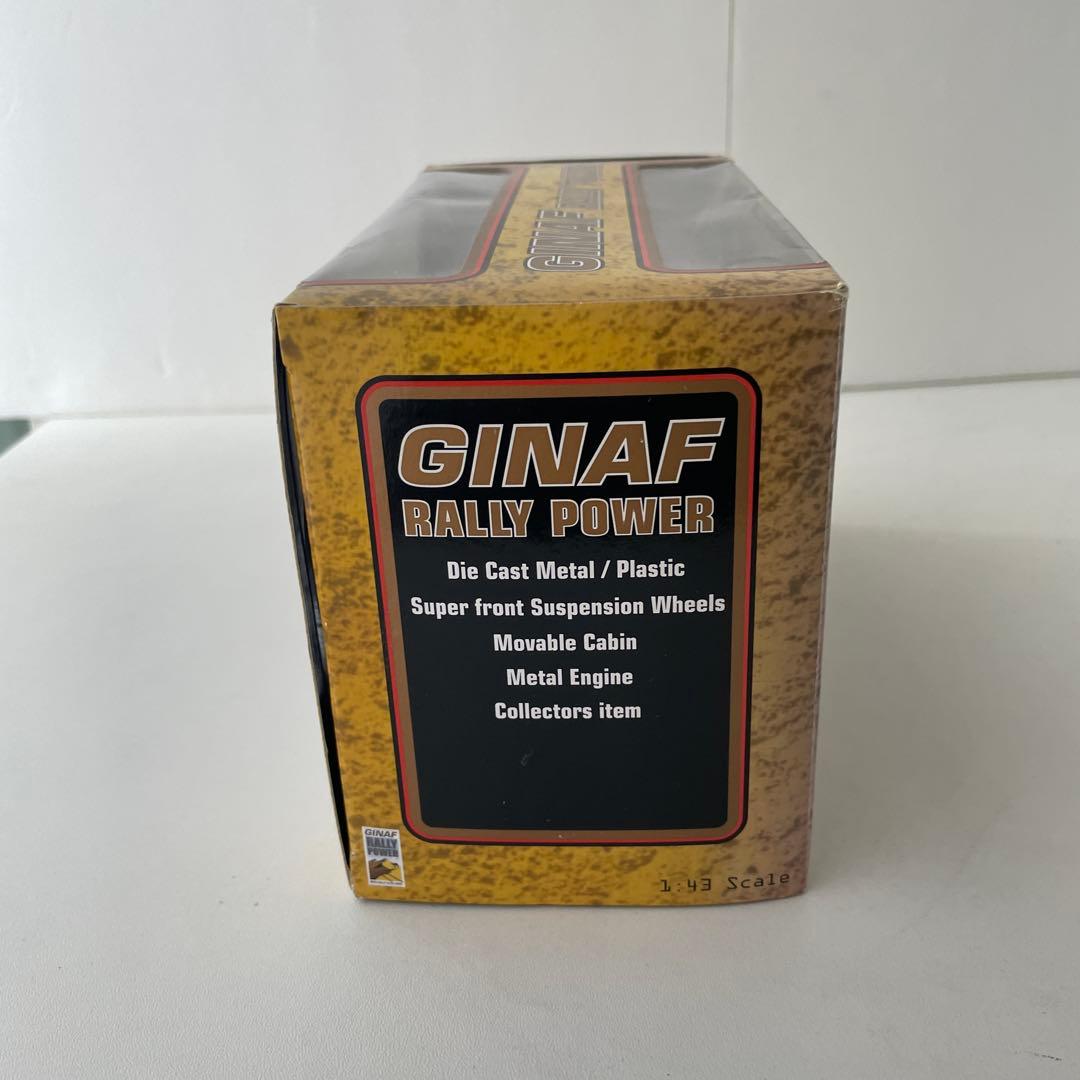 GINAF
GINAF
RALLY POWER
Die Cast Metal / Plastic
Super front Suspension Wheels
Movable Cabin
Metal Engine
Collectors item
GINAF
RALLY
POWER
1:43 Scale